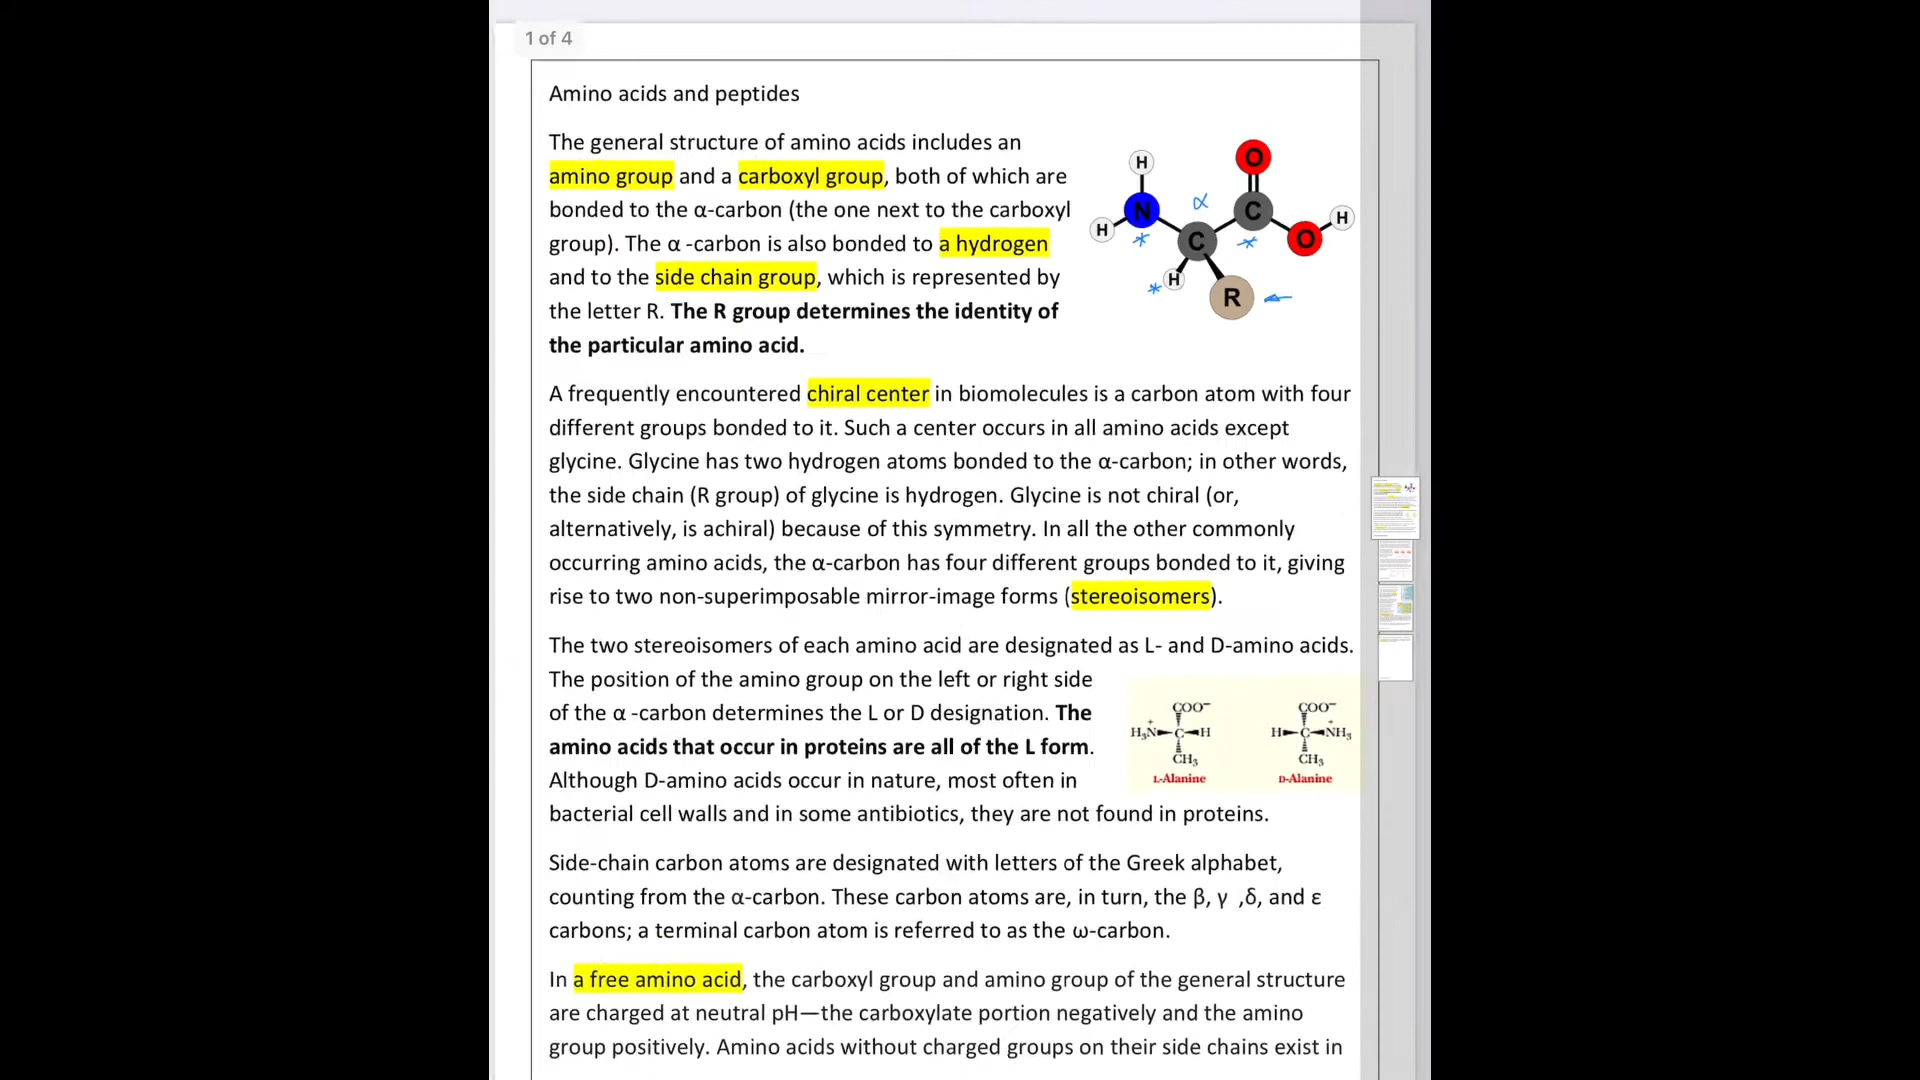 1 of 4
Amino acids and peptides
The general structure of amino acids includes an
amino group and a carboxyl group, both of which are
bonded to the α-carbon (the one next to the carboxyl
group). The α -carbon is also bonded to a hydrogen
and to the side chain group, which is represented by
the letter R. The R group determines the identity of
the particular amino acid.
H
O
α
N
C
H
H
*
C
*
O
* H
R
A frequently encountered chiral center in biomolecules is a carbon atom with four
different groups bonded to it. Such a center occurs in all amino acids except
glycine. Glycine has two hydrogen atoms bonded to the α-carbon; in other words,
the side chain (R group) of glycine is hydrogen. Glycine is not chiral (or,
alternatively, is achiral) because of this symmetry. In all the other commonly
occurring amino acids, the α-carbon has four different groups bonded to it, giving
rise to two non-superimposable mirror-image forms (stereoisomers).
The two stereoisomers of each amino acid are designated as L- and D-amino acids.
The position of the amino group on the left or right side
of the α -carbon determines the L or D designation. The
amino acids that occur in proteins are all of the L form.
Although D-amino acids occur in nature, most often in
bacterial cell walls and in some antibiotics, they are not found in proteins.
COO⁻
H₃N⁺ C H
CH₃
L-Alanine
COO⁻
H C NH₃⁺
CH₃
D-Alanine
Side-chain carbon atoms are designated with letters of the Greek alphabet,
counting from the α-carbon. These carbon atoms are, in turn, the β, γ ,δ, and ε
carbons; a terminal carbon atom is referred to as the ω-carbon.
In a free amino acid, the carboxyl group and amino group of the general structure
are charged at neutral pH—the carboxylate portion negatively and the amino
group positively. Amino acids without charged groups on their side chains exist in